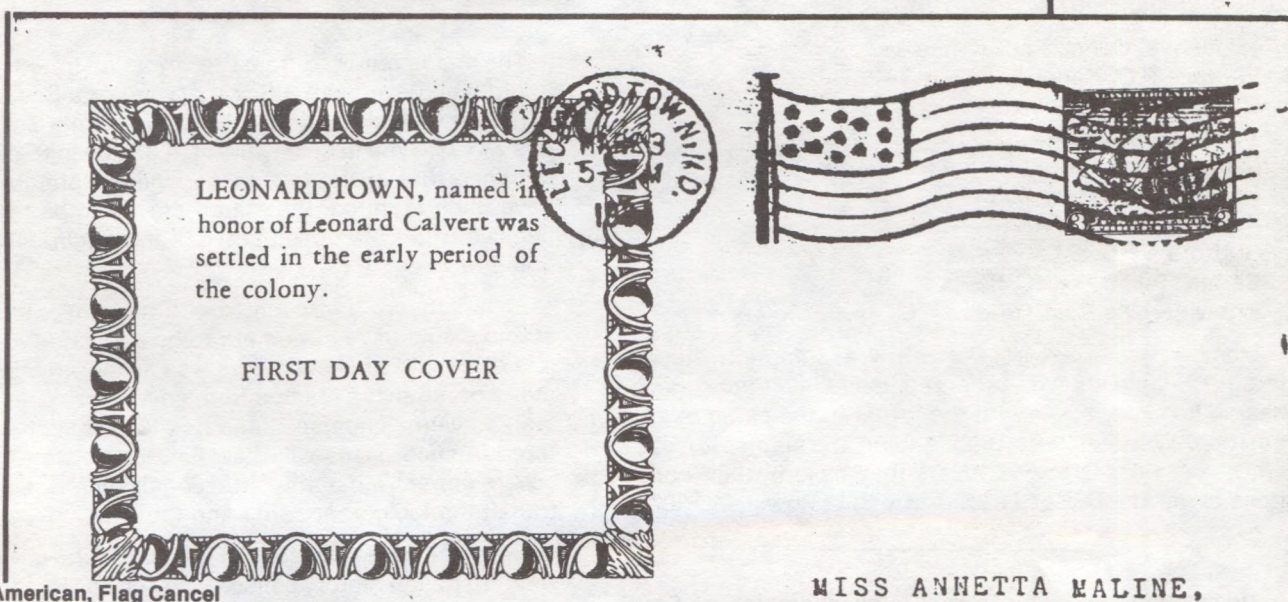 LEONARDTOWN, MD.
LEONARDTOWN, named in
honor of Leonard Calvert was
settled in the early period of
the colony.
FIRST DAY COVER
American, Flag Cancel
MISS ANNETTA MALINE,